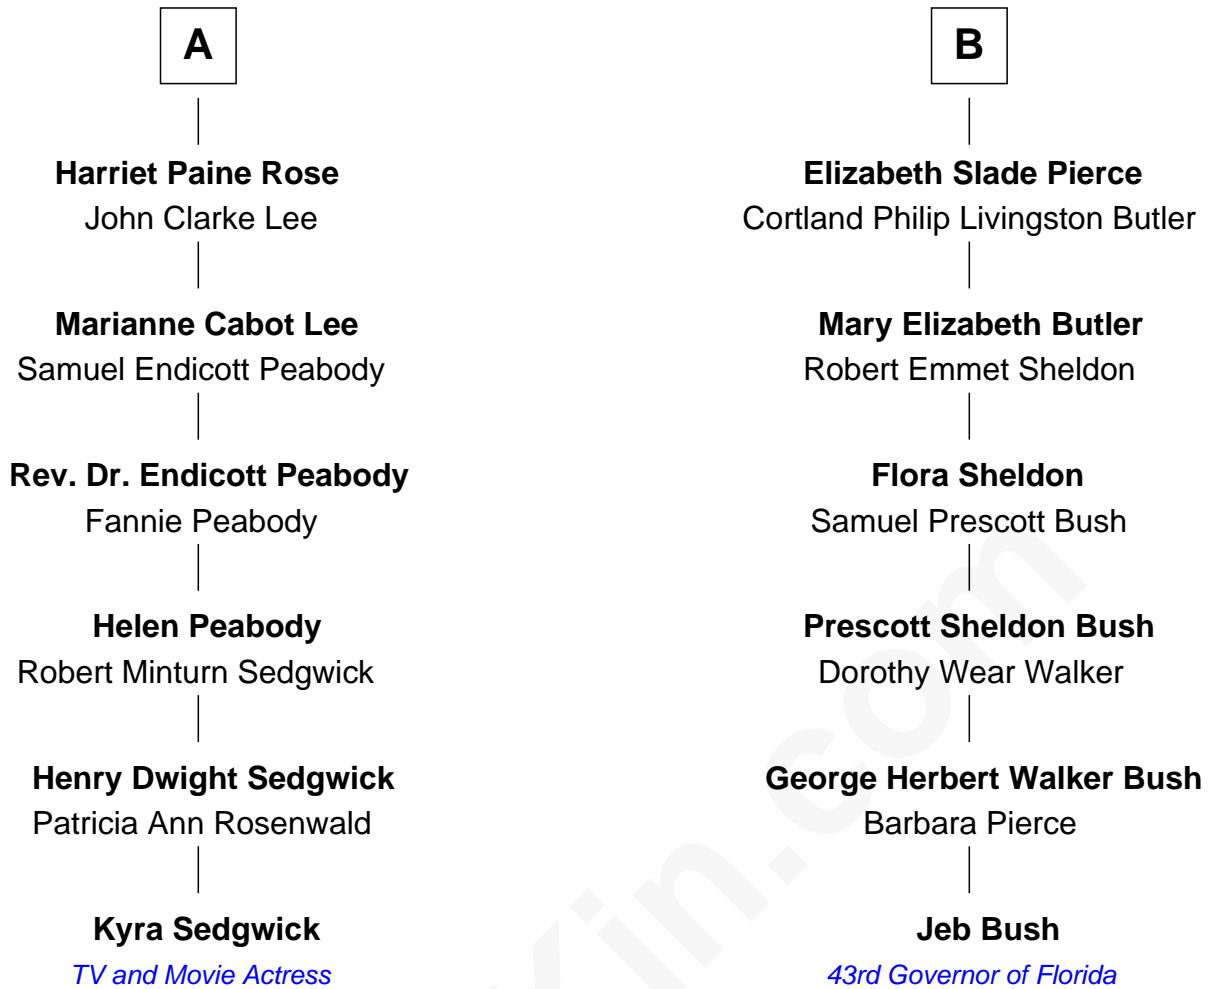 A
Harriet Paine Rose
John Clarke Lee
Marianne Cabot Lee
Samuel Endicott Peabody
Rev. Dr. Endicott Peabody
Fannie Peabody
Helen Peabody
Robert Minturn Sedgwick
Henry Dwight Sedgwick
Patricia Ann Rosenwald
Kyra Sedgwick
TV and Movie Actress
B
Elizabeth Slade Pierce
Cortland Philip Livingston Butler
Mary Elizabeth Butler
Robert Emmet Sheldon
Flora Sheldon
Samuel Prescott Bush
Prescott Sheldon Bush
Dorothy Wear Walker
George Herbert Walker Bush
Barbara Pierce
Jeb Bush
43rd Governor of Florida